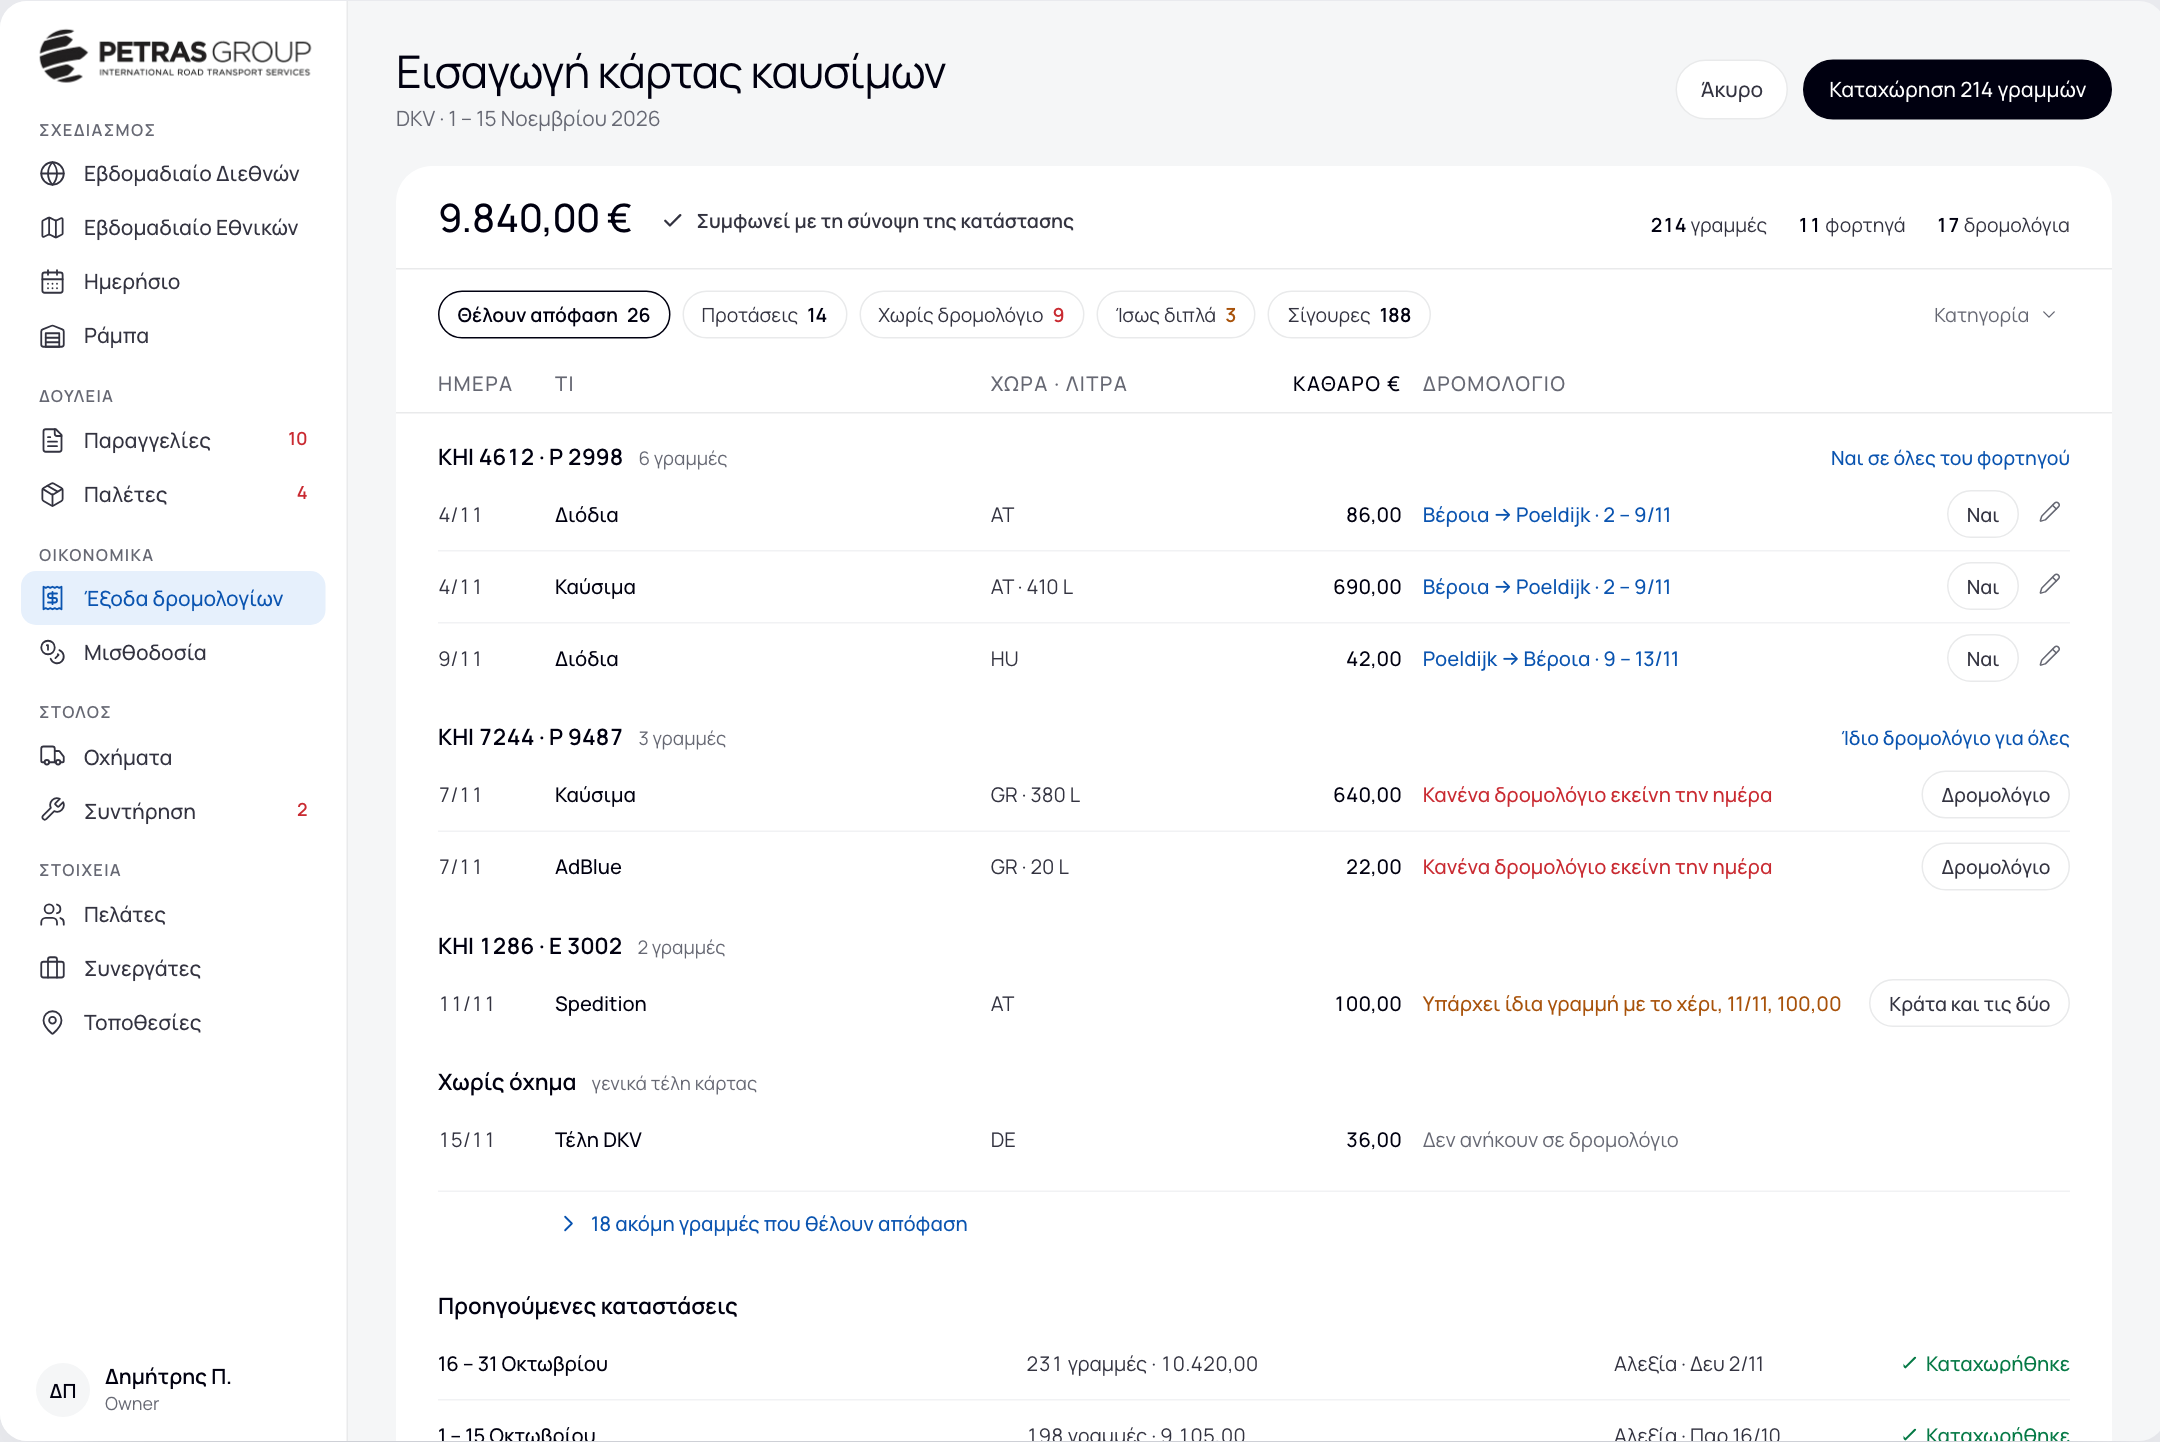 PETRAS GROUP
INTERNATIONAL ROAD TRANSPORT SERVICES
ΣΧΕΔΙΑΣΜΟΣ
Εβδομαδιαίο Διεθνών
Εβδομαδιαίο Εθνικών
Ημερήσιο
Ράμπα
ΔΟΥΛΕΙΑ
Παραγγελίες 10
Παλέτες 4
ΟΙΚΟΝΟΜΙΚΑ
Έξοδα δρομολογίων
Μισθοδοσία
ΣΤΟΛΟΣ
Οχήματα
Συντήρηση 2
ΣΤΟΙΧΕΙΑ
Πελάτες
Συνεργάτες
Τοποθεσίες
ΔΠ
Δημήτρης Π.
Owner
Εισαγωγή κάρτας καυσίμων
DKV · 1 – 15 Νοεμβρίου 2026
Άκυρο
Καταχώρηση 214 γραμμών
9.840,00 € Συμφωνεί με τη σύνοψη της κατάστασης
214 γραμμές 11 φορτηγά 17 δρομολόγια
Θέλουν απόφαση 26 Προτάσεις 14 Χωρίς δρομολόγιο 9 Ίσως διπλά 3 Σίγουρες 188 Κατηγορία
ΗΜΕΡΑ ΤΙ ΧΩΡΑ · ΛΙΤΡΑ ΚΑΘΑΡΟ € ΔΡΟΜΟΛΟΓΙΟ
ΚΗΙ 4612 · Ρ 2998 6 γραμμές Ναι σε όλες του φορτηγού
4/11 Διόδια AT 86,00 Βέροια → Poeldijk · 2 – 9/11 Ναι
4/11 Καύσιμα AT · 410 L 690,00 Βέροια → Poeldijk · 2 – 9/11 Ναι
9/11 Διόδια HU 42,00 Poeldijk → Βέροια · 9 – 13/11 Ναι
ΚΗΙ 7244 · Ρ 9487 3 γραμμές Ίδιο δρομολόγιο για όλες
7/11 Καύσιμα GR · 380 L 640,00 Κανένα δρομολόγιο εκείνη την ημέρα Δρομολόγιο
7/11 AdBlue GR · 20 L 22,00 Κανένα δρομολόγιο εκείνη την ημέρα Δρομολόγιο
ΚΗΙ 1286 · Ε 3002 2 γραμμές
11/11 Spedition AT 100,00 Υπάρχει ίδια γραμμή με το χέρι, 11/11, 100,00 Κράτα και τις δύο
Χωρίς όχημα γενικά τέλη κάρτας
15/11 Τέλη DKV DE 36,00 Δεν ανήκουν σε δρομολόγιο
18 ακόμη γραμμές που θέλουν απόφαση
Προηγούμενες καταστάσεις
16 – 31 Οκτωβρίου 231 γραμμές · 10.420,00 Αλεξία · Δευ 2/11 Καταχωρήθηκε
1 – 15 Οκτωβρίου 198 γραμμές · 9.105,00 Αλεξία · Παρ 16/10 Καταχωρήθηκε